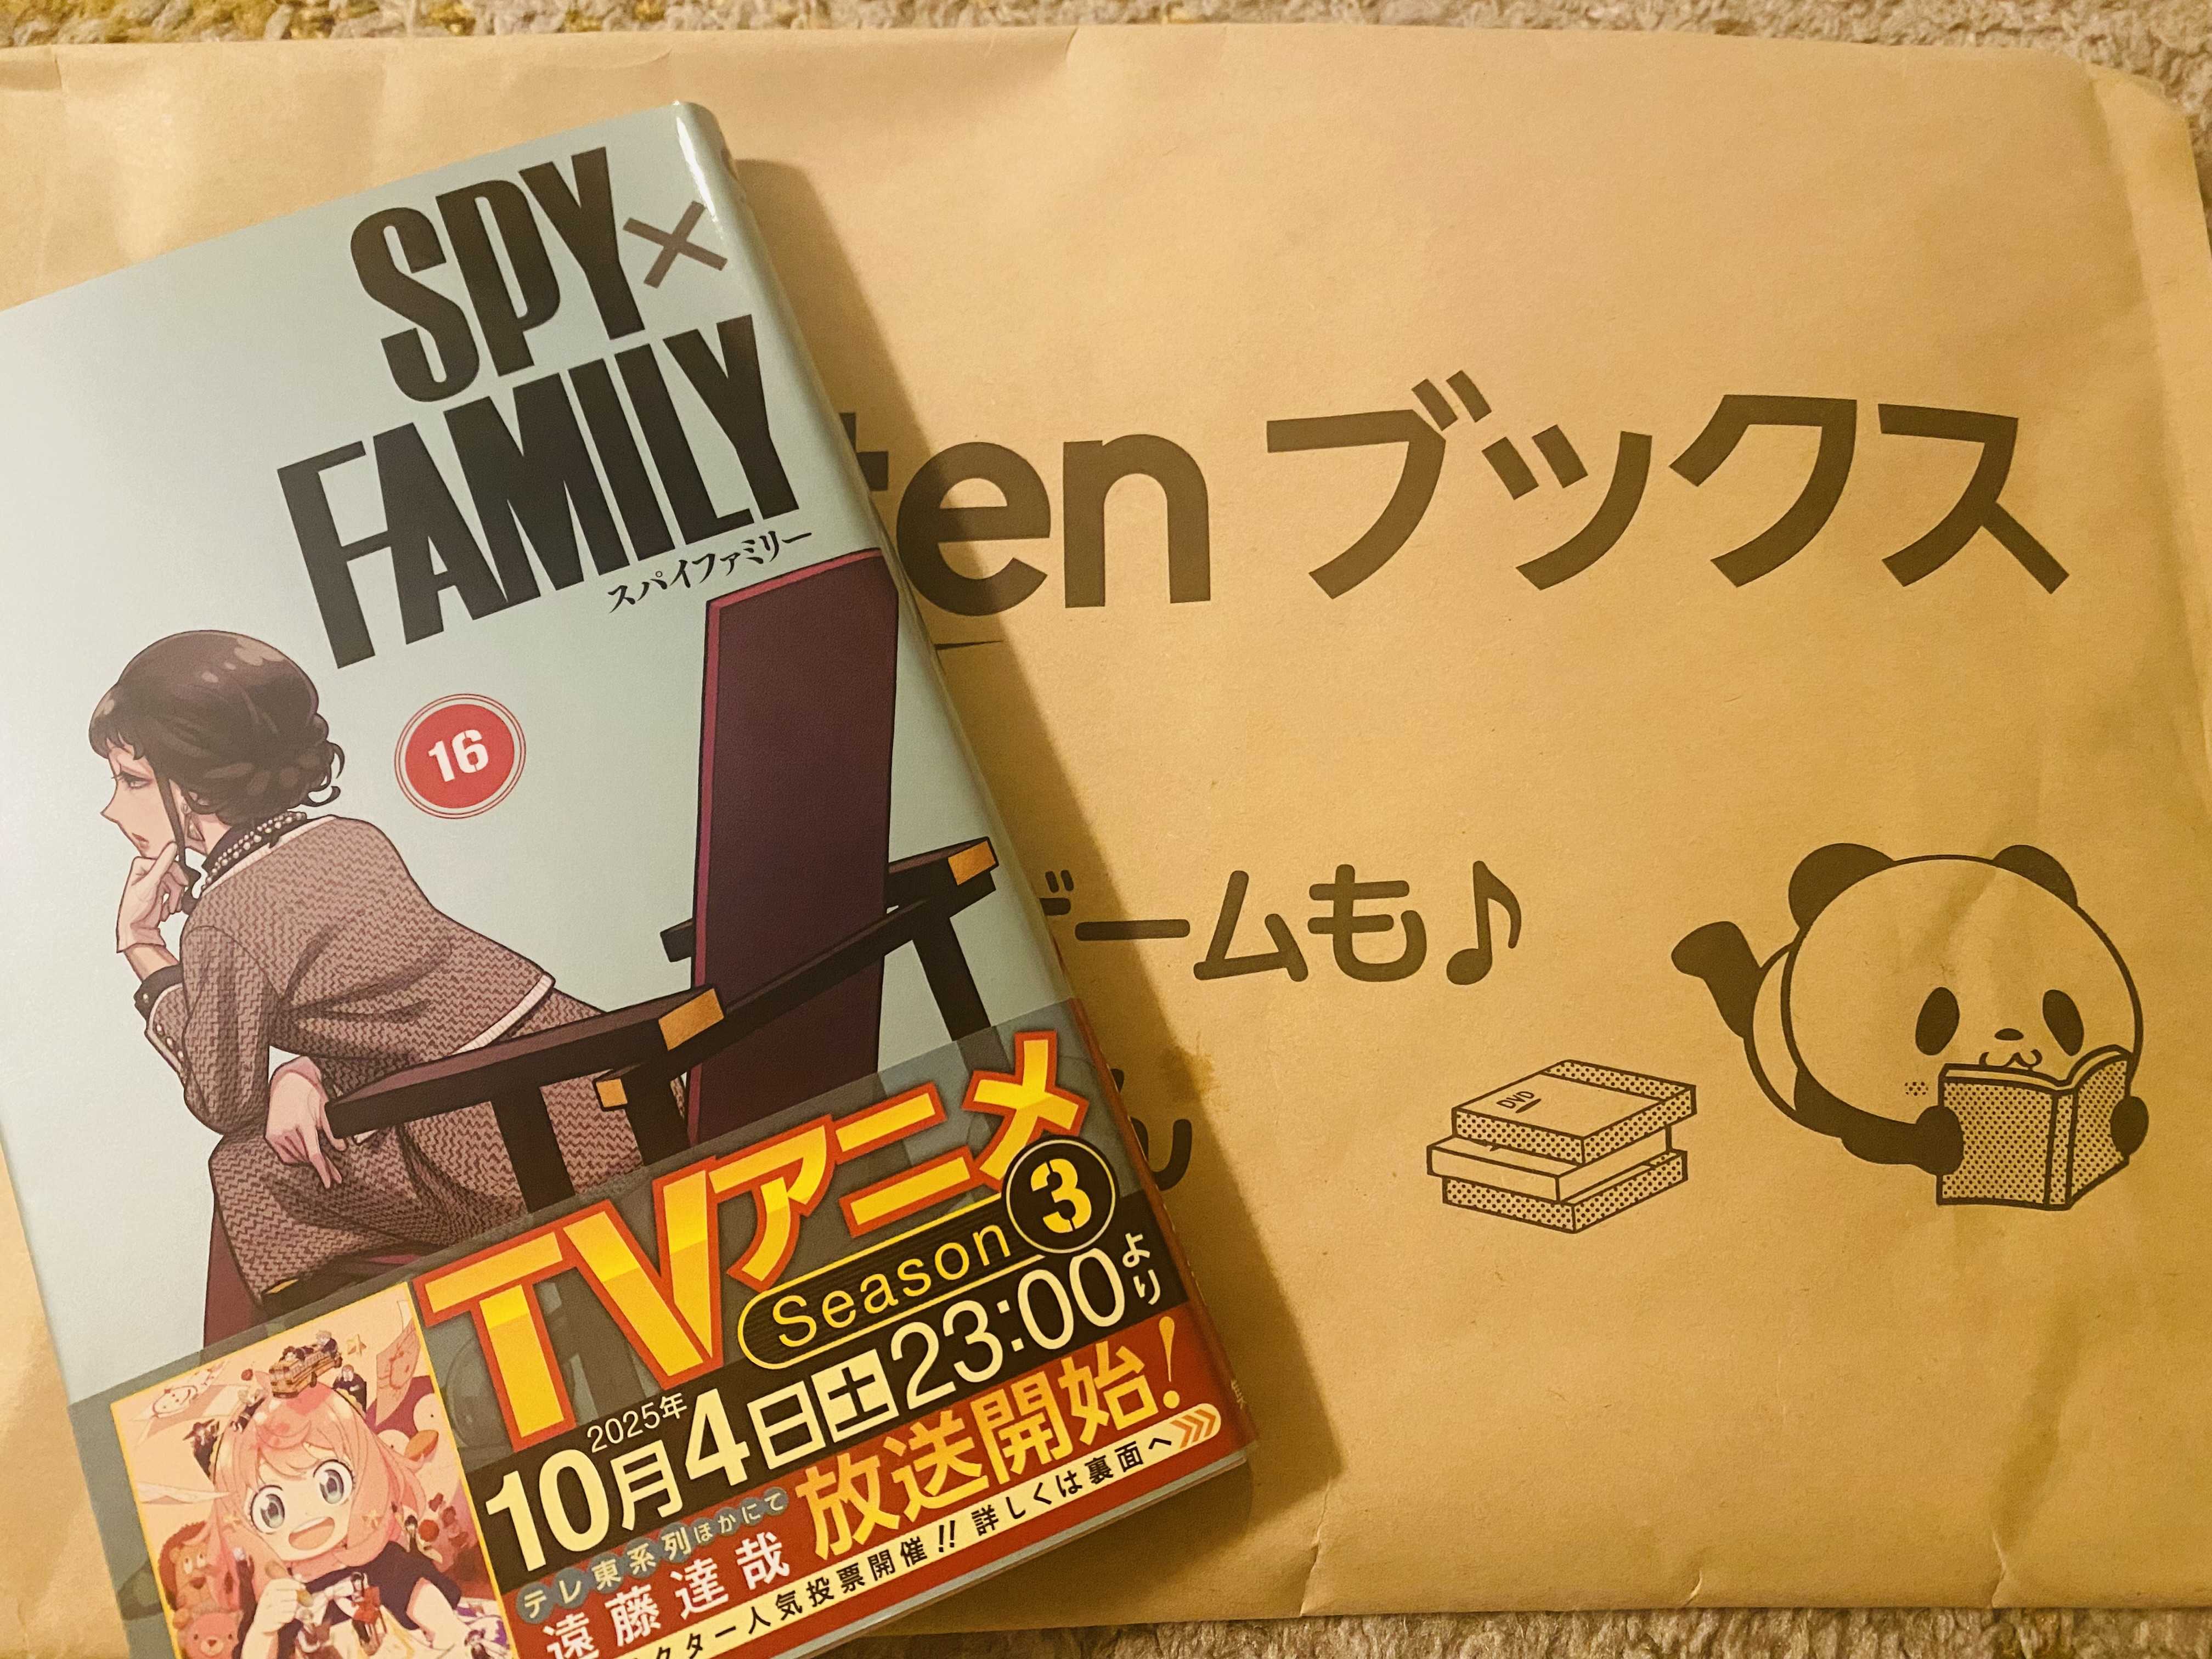 SPY×
FAMILY
スパイファミリー
16
TVアニメ
Season 3
2025年
10月4日土23:00より
テレ東系列ほかにて
放送開始!
遠藤達哉
人気投票開催!! 詳しくは裏面へ
ten ブックス
ームも♪
DVD